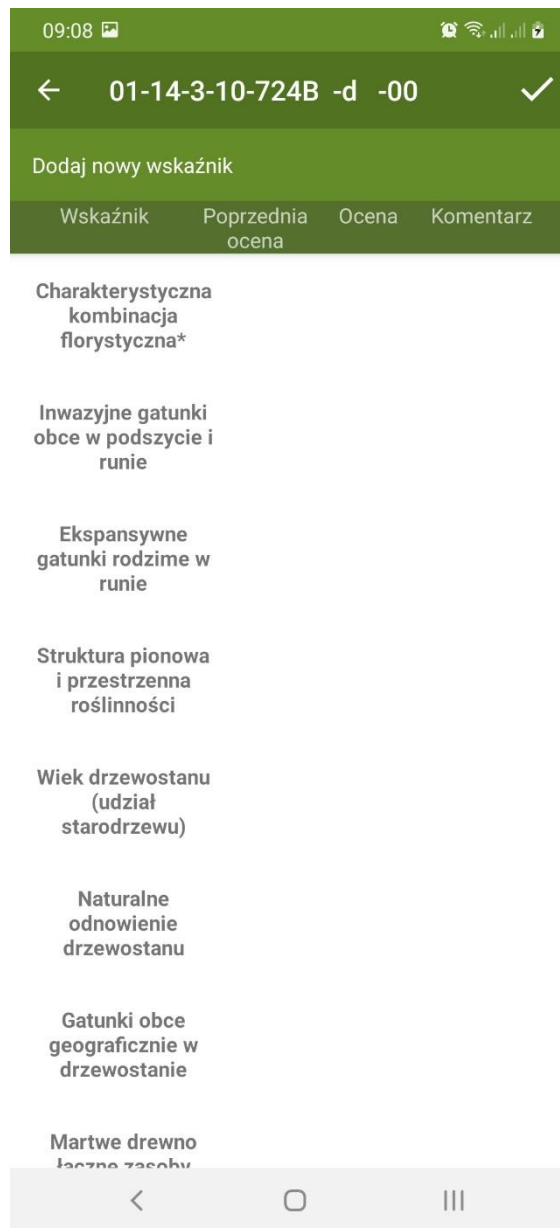 09:08
01-14-3-10-724B -d -00
Dodaj nowy wskaźnik
Wskaźnik Poprzednia ocena Ocena Komentarz
Charakterystyczna
kombinacja
florystyczna*
Inwazyjne gatunki
obce w podszycie i
runie
Ekspansywne
gatunki rodzime w
runie
Struktura pionowa
i przestrzenna
roślinności
Wiek drzewostanu
(udział
starodrzewu)
Naturalne
odnowienie
drzewostanu
Gatunki obce
geograficznie w
drzewostanie
Martwe drewno
łączne zasoby